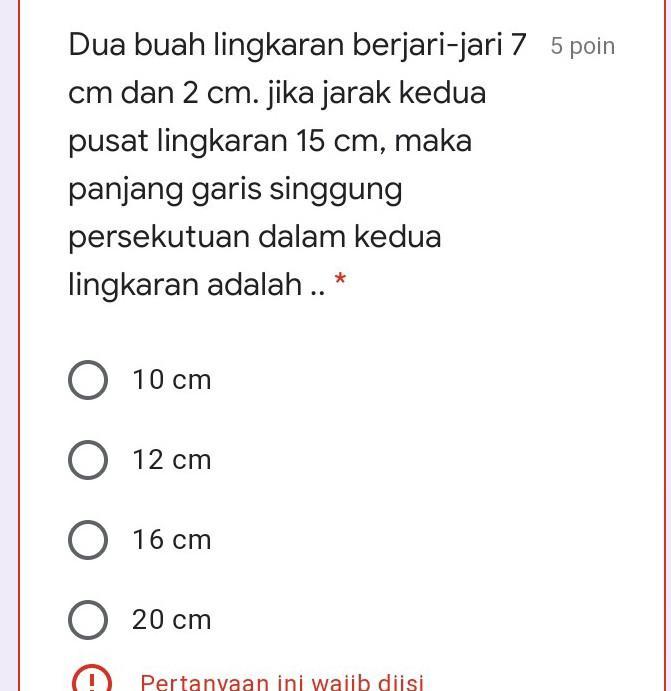 Dua buah lingkaran berjari-jari 7 5 poin
cm dan 2 cm. jika jarak kedua
pusat lingkaran 15 cm, maka
panjang garis singgung
persekutuan dalam kedua
lingkaran adalah .. *
10 cm
12 cm
16 cm
20 cm
Pertanyaan ini wajib diisi